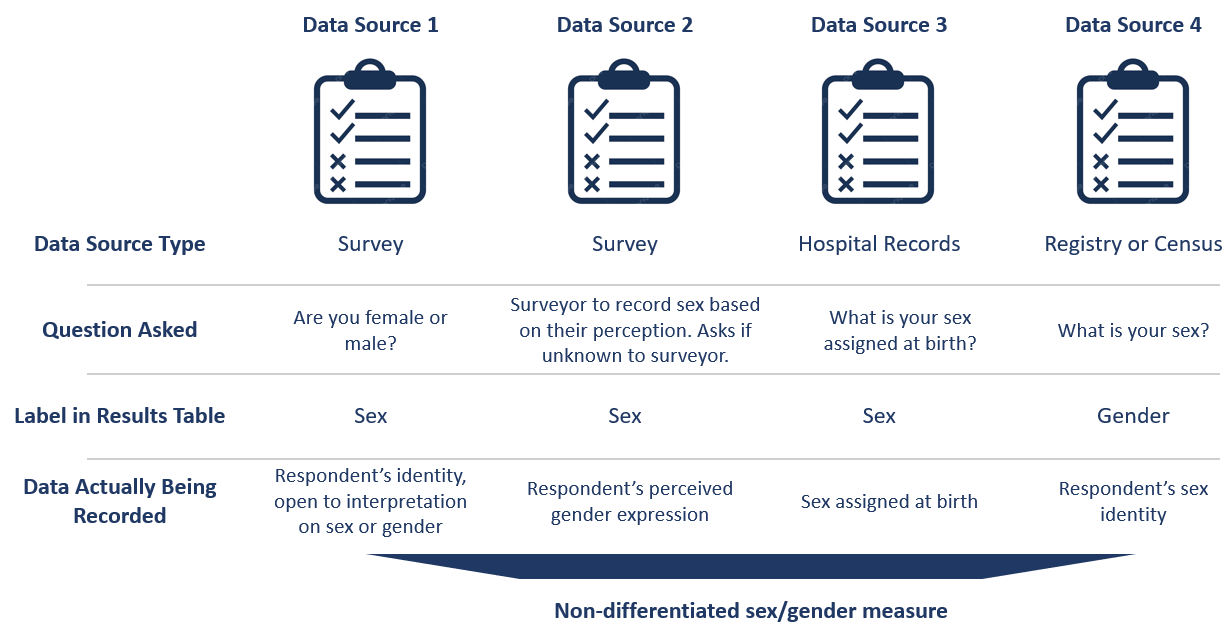 Data Source 1 Data Source 2 Data Source 3 Data Source 4
Data Source Type Survey Survey Hospital Records Registry or Census
Question Asked
Are you female or
male?
Surveyor to record sex based
on their perception. Asks if
unknown to surveyor.
What is your sex
assigned at birth?
What is your sex?
Label in Results Table Sex Sex Sex Gender
Data Actually Being
Recorded
Respondent’s identity,
open to interpretation
on sex or gender
Respondent’s perceived
gender expression
Sex assigned at birth
Respondent’s sex
identity
Non-differentiated sex/gender measure